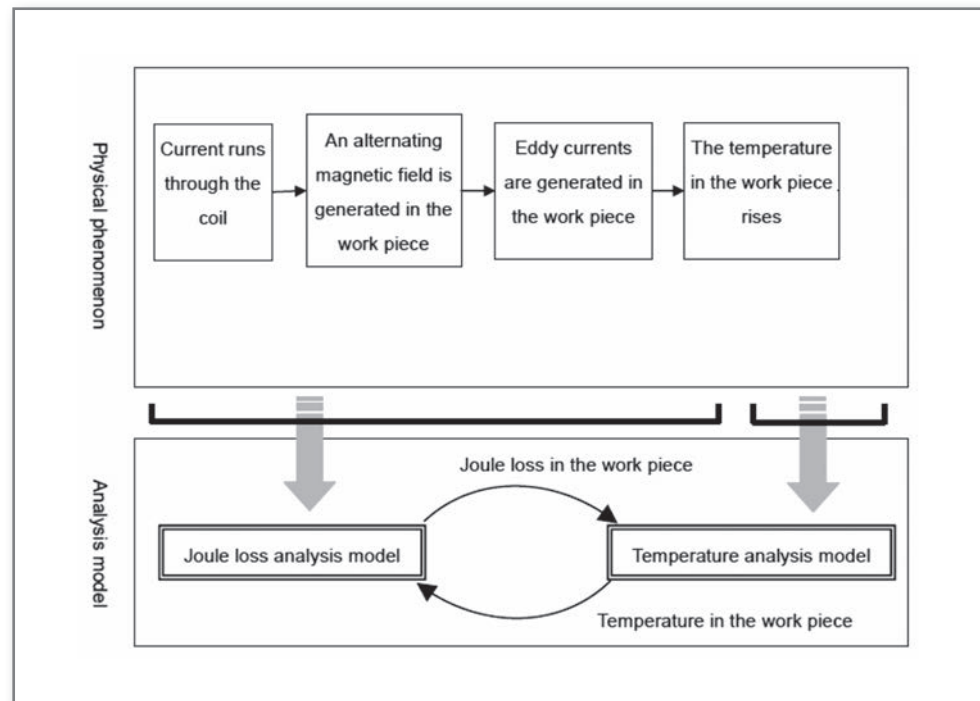 Physical phenomenon
Current runs
through the
coil
An alternating
magnetic field is
generated in the
work piece
Eddy currents
are generated in
the work piece
The temperature
in the work piece
rises
Analysis model
Joule loss in the work piece
Joule loss analysis model
Temperature analysis model
Temperature in the work piece